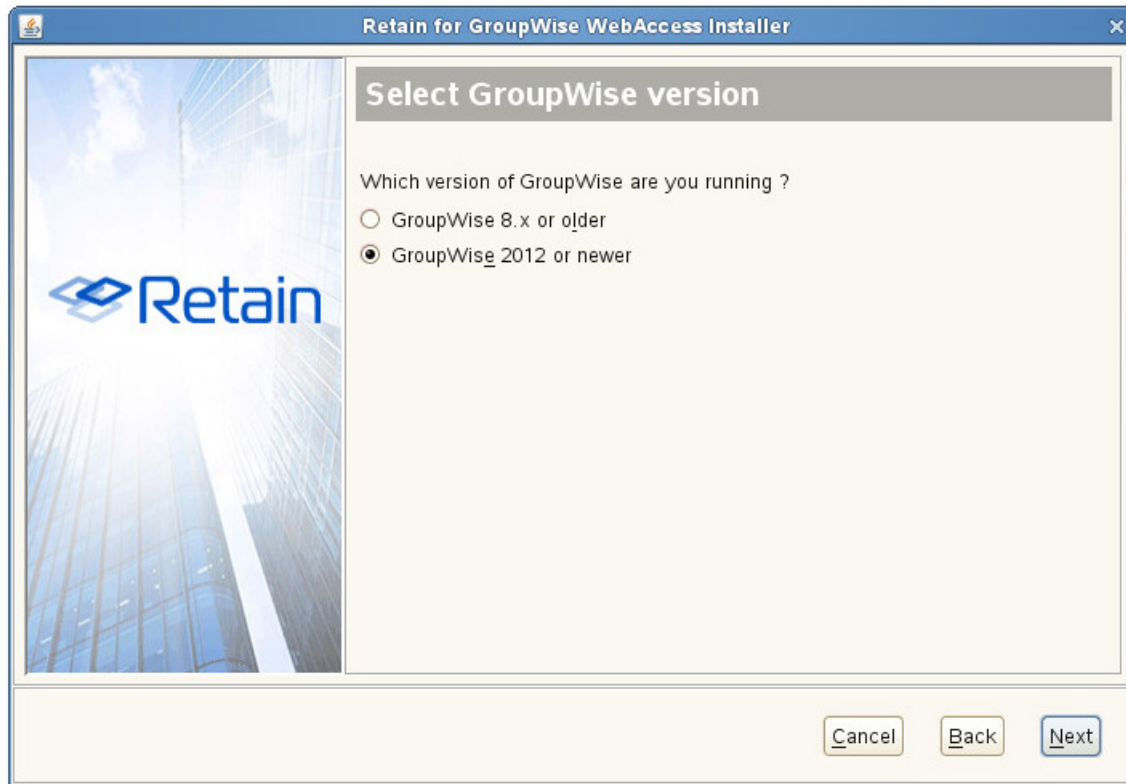 Retain for GroupWise WebAccess Installer
Select GroupWise version
Which version of GroupWise are you running ?
GroupWise 8.x or older
GroupWise 2012 or newer
Retain
Cancel
Back
Next